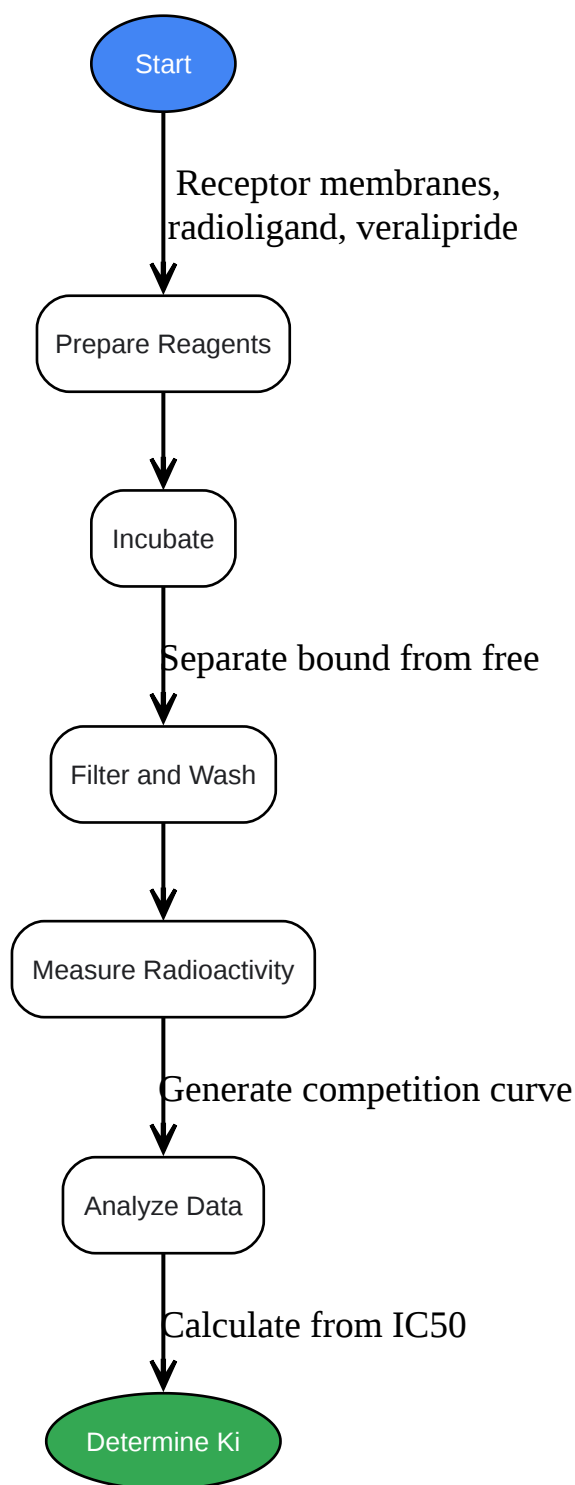 Start
Receptor membranes,
radioligand, veralipride
Prepare Reagents
Incubate
Separate bound from free
Filter and Wash
Measure Radioactivity
Generate competition curve
Analyze Data
Calculate from IC50
Determine Ki